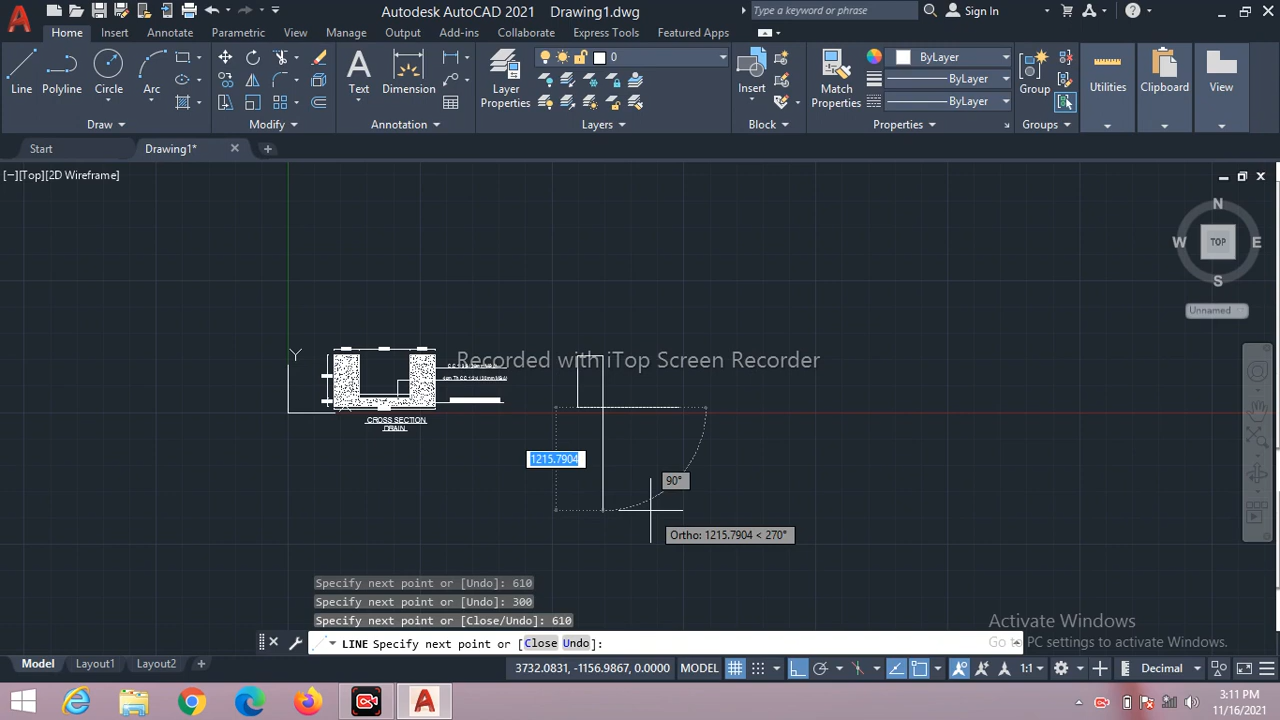 Autodesk AutoCAD 2021 Drawing1.dwg
Type a keyword or phrase
Sign In
Home Insert Annotate Parametric View Manage Output Add-ins Collaborate Express Tools Featured Apps
0
ByLayer
ByLayer
ByLayer
Line Polyline Circle Arc
Text Dimension
Layer
Properties
Insert
Match
Properties
Group
Utilities
Clipboard
View
Draw Modify Annotation Layers Block Properties Groups
Start Drawing1*
[−][Top][2D Wireframe]
N
W TOP E
S
Unnamed
Y
Recorded with iTop Screen Recorder
CROSS SECTION
DRAIN
1215.7904
90°
Ortho: 1215.7904 < 270°
Specify next point or [Undo]: 610
Specify next point or [Undo]: 300
Specify next point or [Close/Undo]: 610
LINE Specify next point or [Close Undo]:
Activate Windows
Go to PC settings to activate Windows.
Model Layout1 Layout2
3732.0831, -1156.9867, 0.0000 MODEL
1:1
Decimal
3:11 PM
11/16/2021